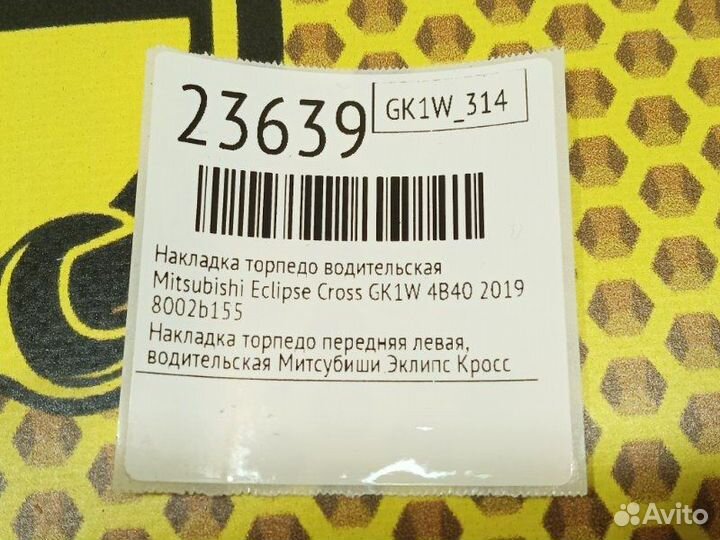 23639
GK1W_314
Накладка торпедо водительская
Mitsubishi Eclipse Cross GK1W 4B40 2019
8002b155
Накладка торпедо передняя левая,
водительская Митсубиши Эклипс Кросс
Avito